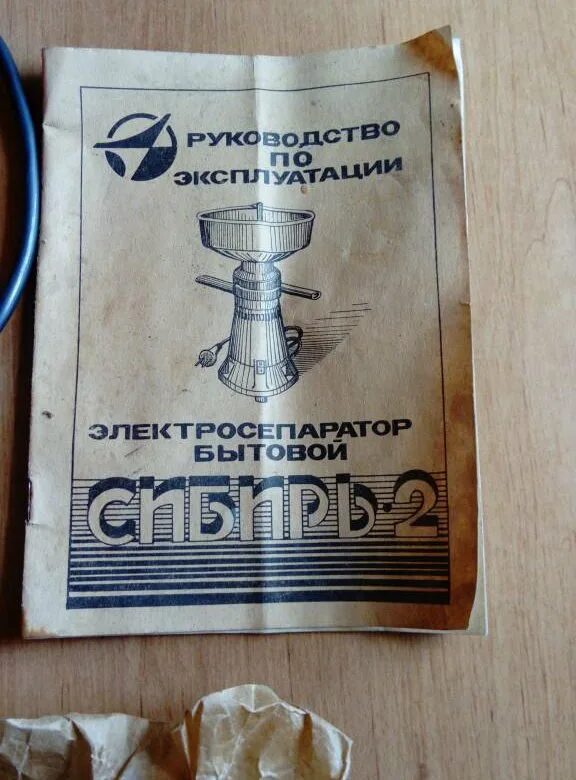 РУКОВОДСТВО
ПО
ЭКСПЛУАТАЦИИ
ЭЛЕКТРОСЕПАРАТОР
БЫТОВОЙ
СИБИРЬ·2